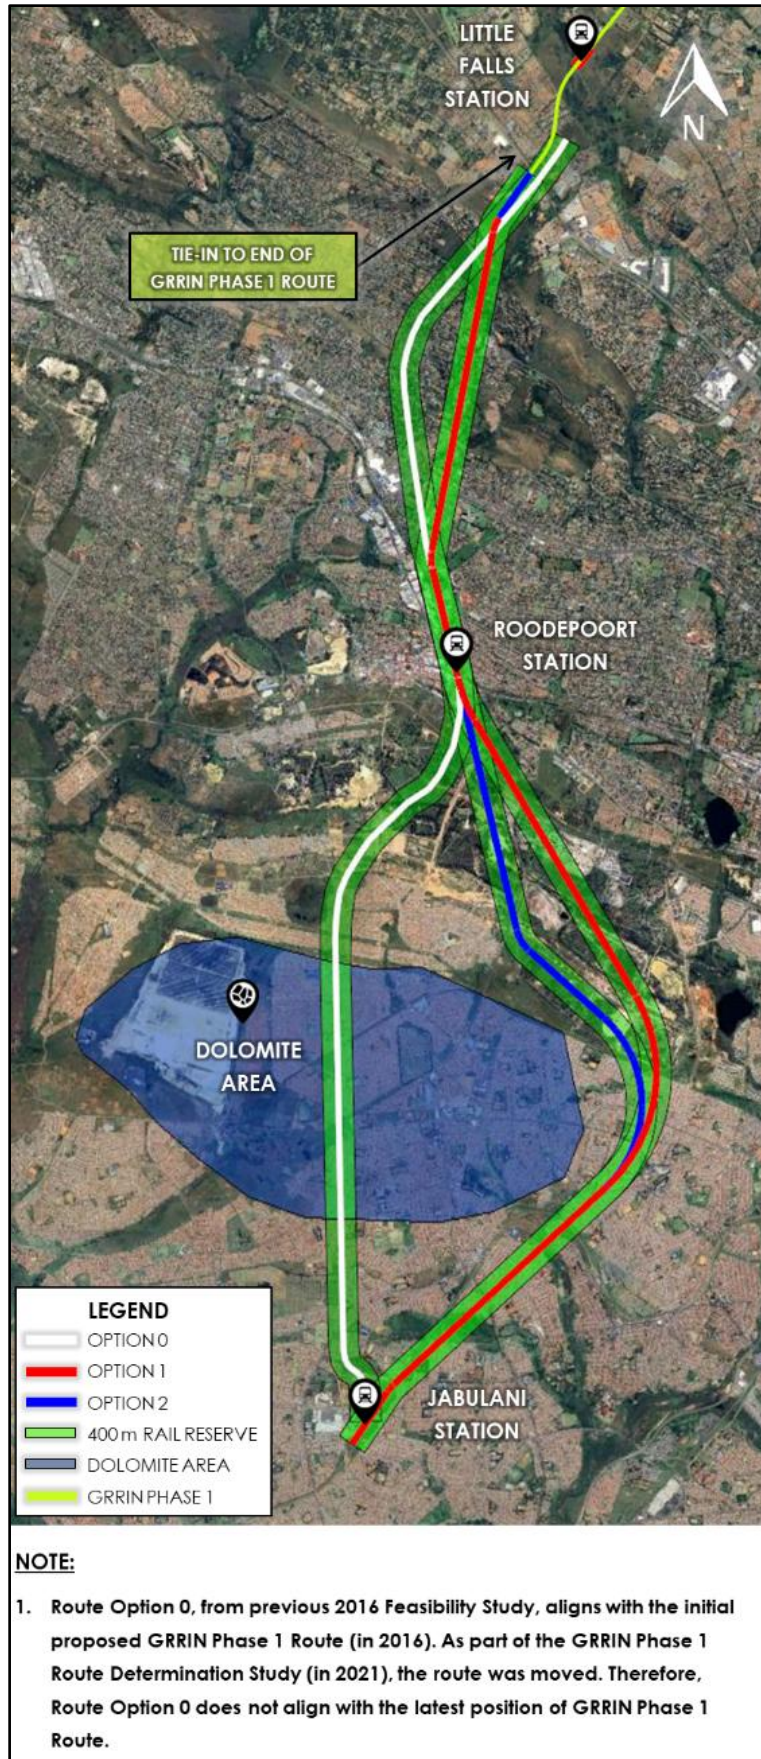 LITTLE
FALLS
STATION
N
TIE-IN TO END OF
GRRIN PHASE 1 ROUTE
ROODEPOORT
STATION
DOLOMITE
AREA
LEGEND
OPTION 0
OPTION 1
OPTION 2
400 m RAIL RESERVE
DOLOMITE AREA
GRRIN PHASE 1
JABULANI
STATION
NOTE:
1. Route Option 0, from previous 2016 Feasibility Study, aligns with the initial
proposed GRRIN Phase 1 Route (in 2016). As part of the GRRIN Phase 1
Route Determination Study (in 2021), the route was moved. Therefore,
Route Option 0 does not align with the latest position of GRRIN Phase 1
Route.